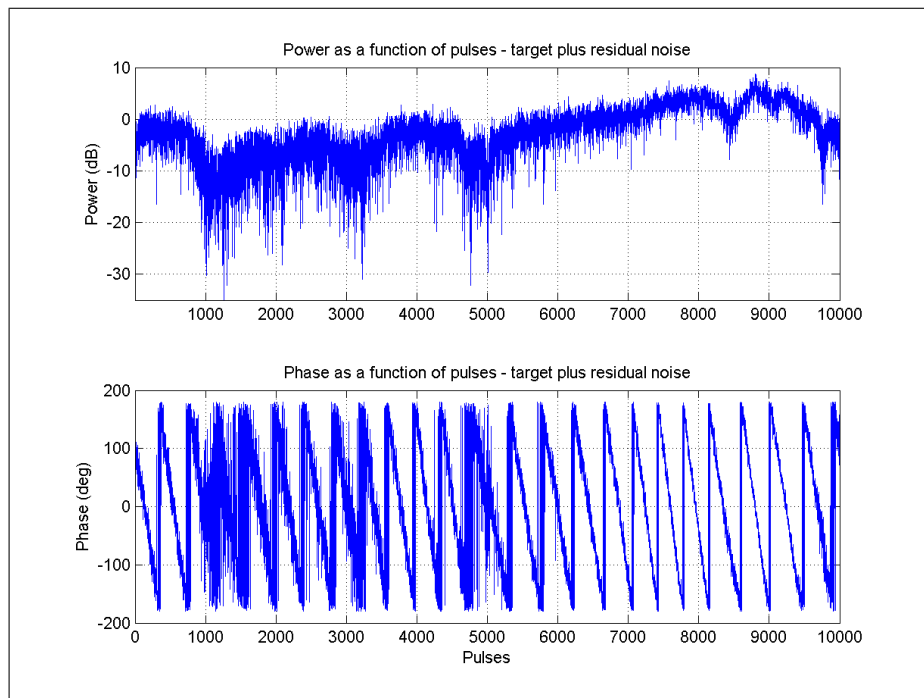 Power as a function of pulses - target plus residual noise
Power (dB)
10
0
-10
-20
-30
1000 2000 3000 4000 5000 6000 7000 8000 9000 10000
Phase as a function of pulses - target plus residual noise
Phase (deg)
200
100
0
-100
-200
0 1000 2000 3000 4000 5000 6000 7000 8000 9000 10000
Pulses